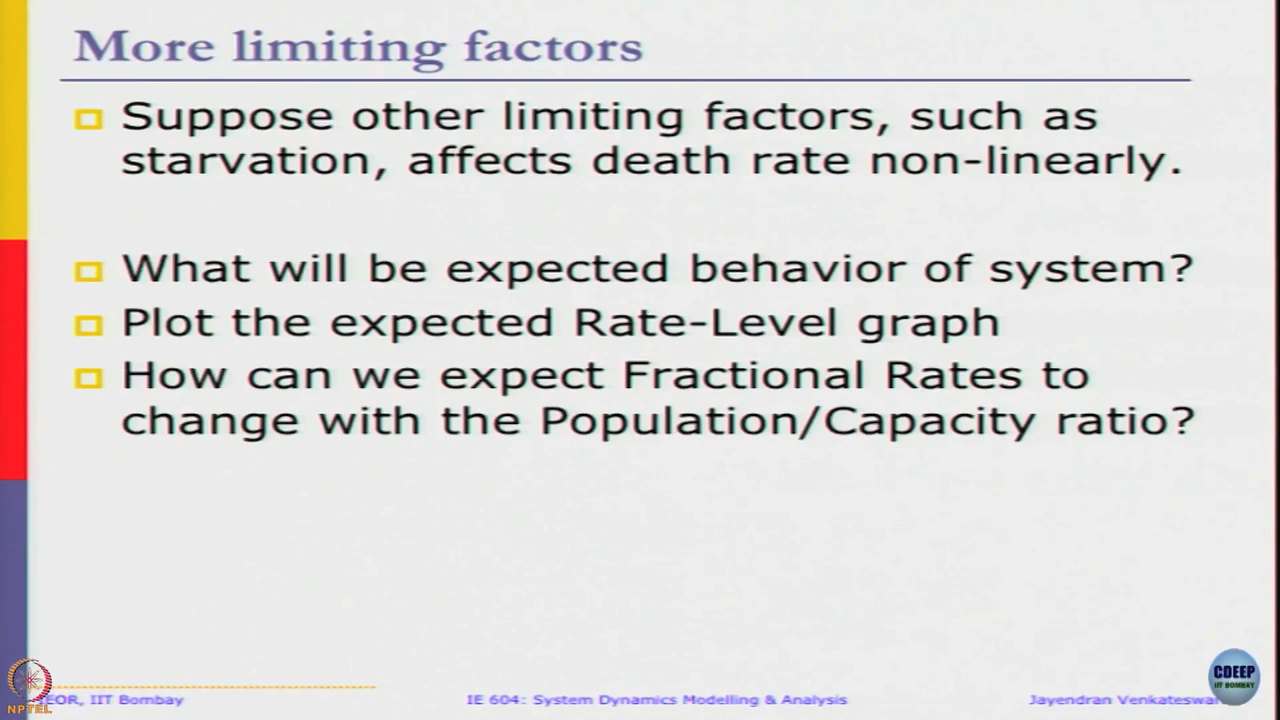 More limiting factors
Suppose other limiting factors, such as
starvation, affects death rate non-linearly.
What will be expected behavior of system?
Plot the expected Rate-Level graph
How can we expect Fractional Rates to
change with the Population/Capacity ratio?
CDEEP
IIT BOMBAY
NPTEL
IEOR, IIT Bombay
IE 604: System Dynamics Modelling & Analysis
Jayendran